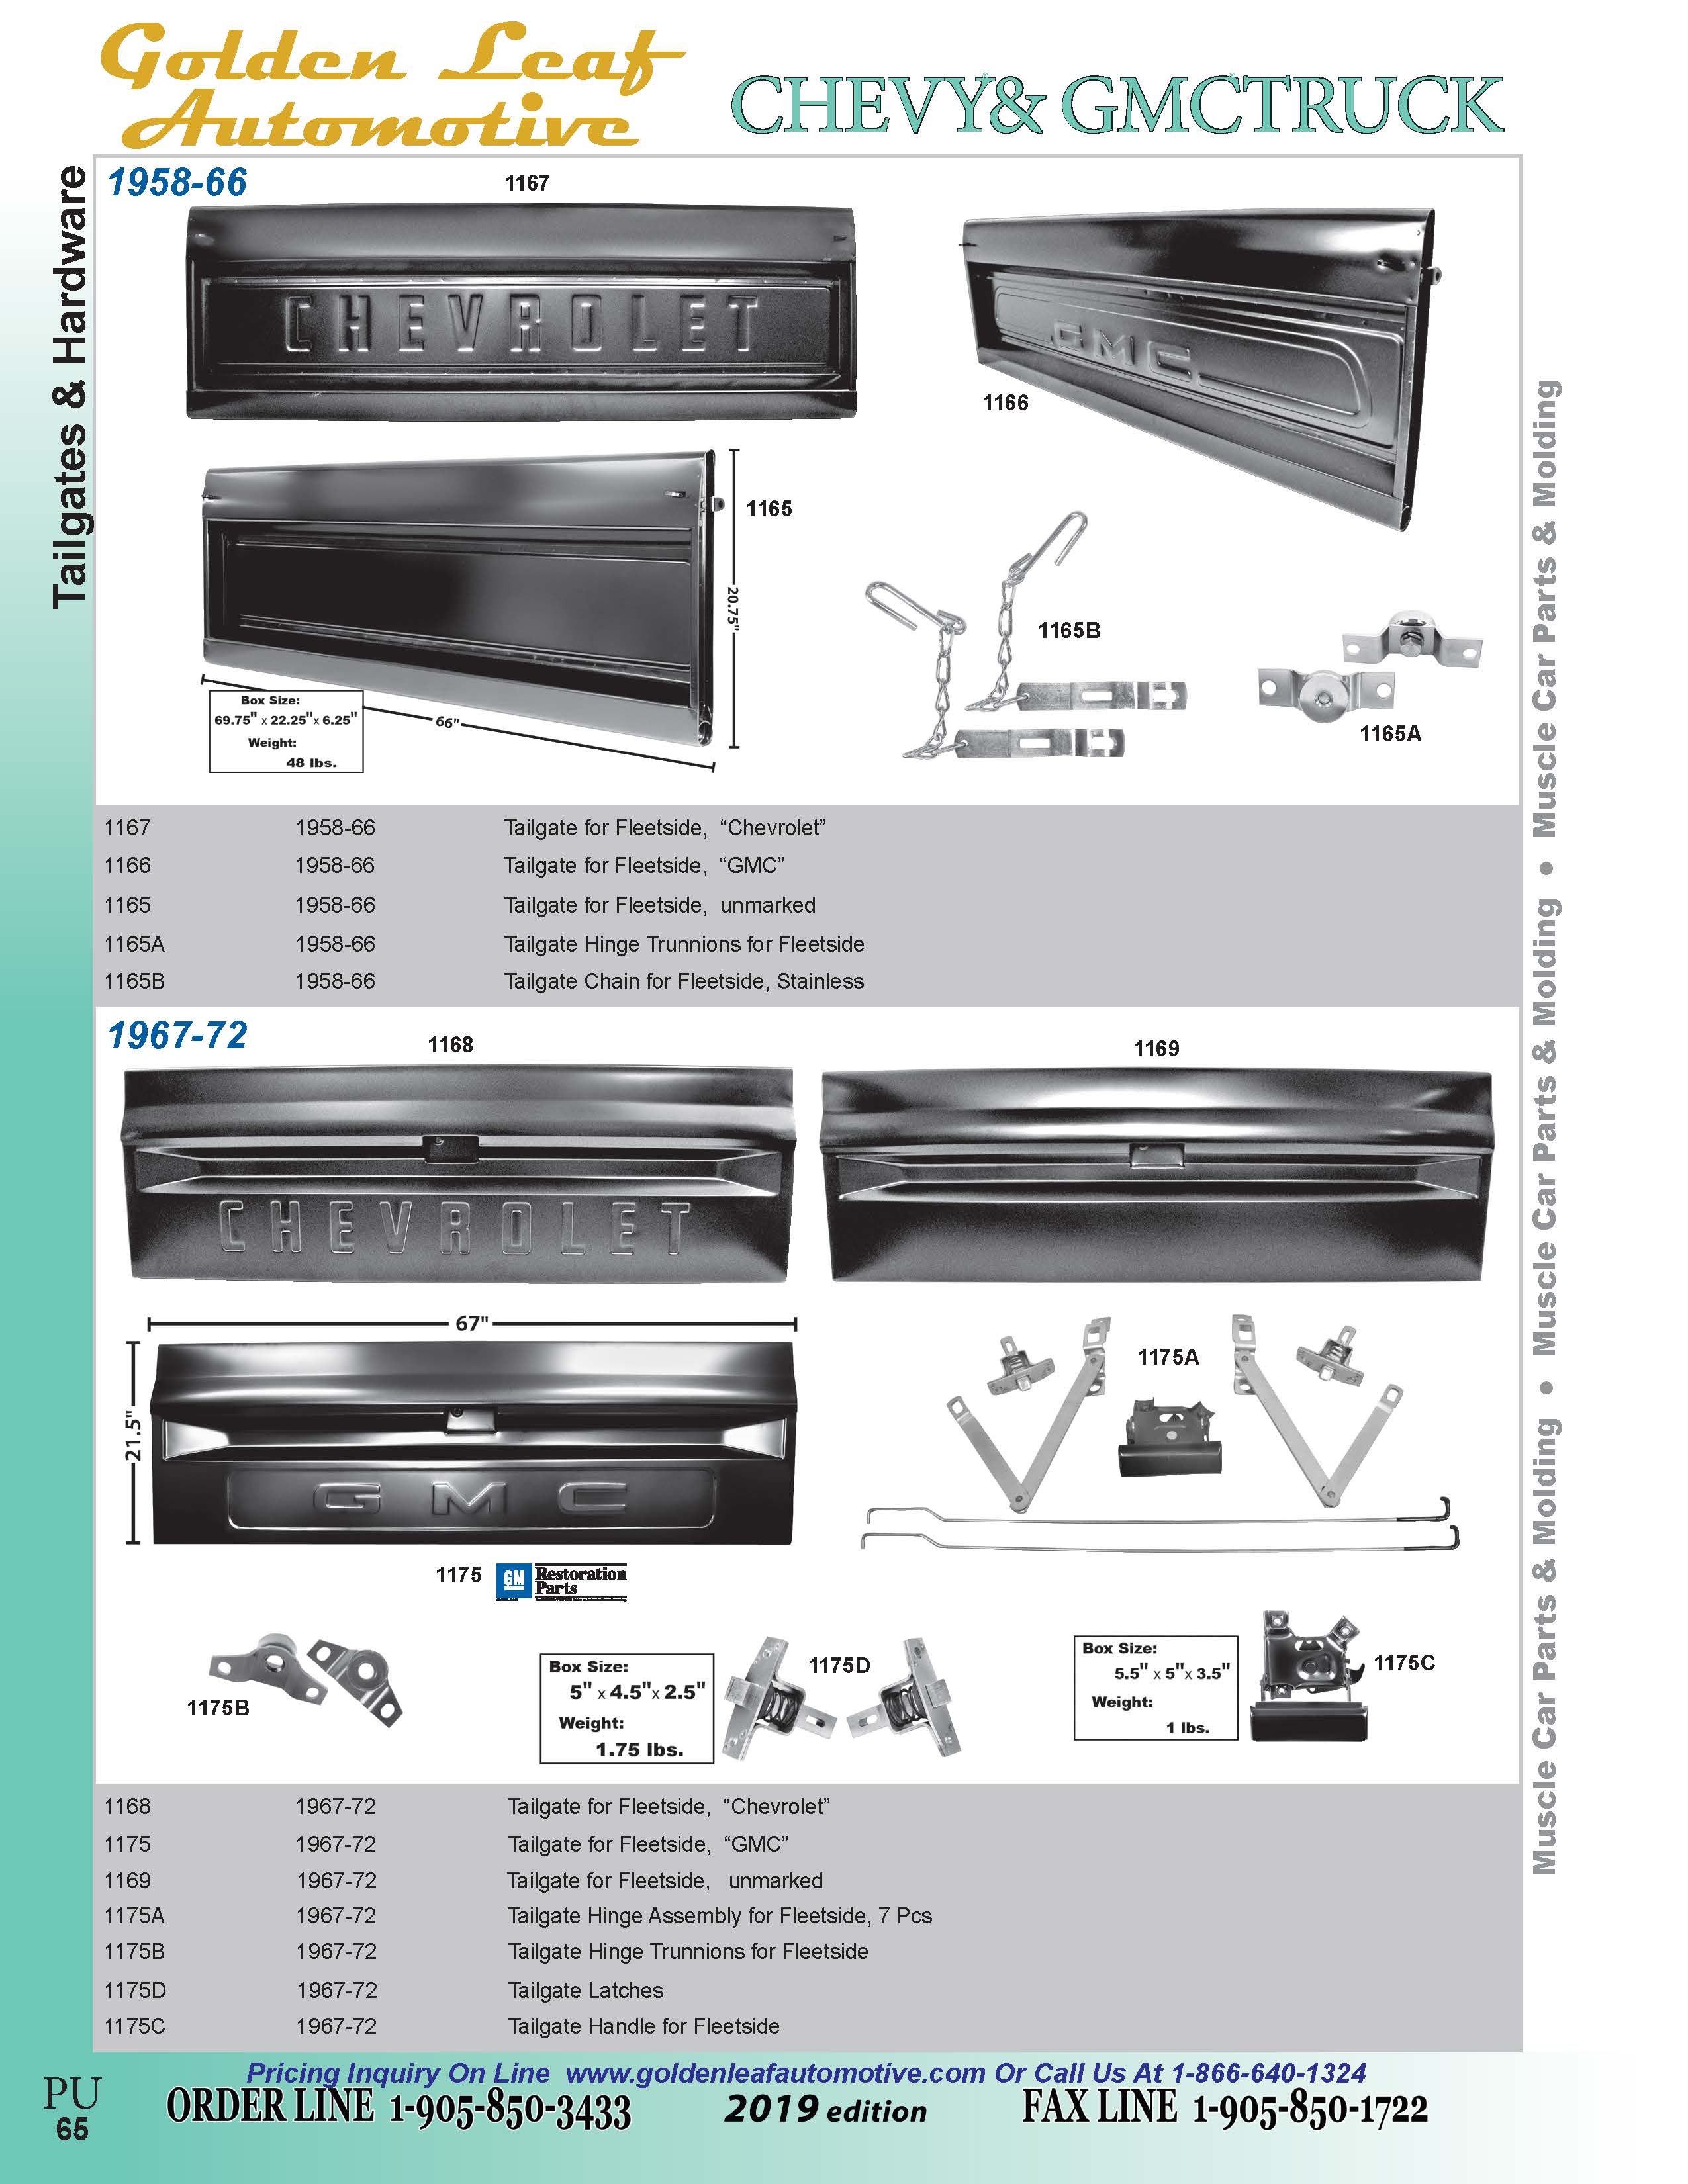 Golden Leaf
Automotive
CHEVY& GMCTRUCK
Tailgates & Hardware
1958-66
1167
CHEVROLET
GMC
1166
1165
20.75"
66"
Box Size:
69.75" x 22.25"x 6.25"
Weight:
48 lbs.
1165B
1165A
1167 1958-66 Tailgate for Fleetside, “Chevrolet”
1166 1958-66 Tailgate for Fleetside, “GMC”
1165 1958-66 Tailgate for Fleetside, unmarked
1165A 1958-66 Tailgate Hinge Trunnions for Fleetside
1165B 1958-66 Tailgate Chain for Fleetside, Stainless
1967-72
1168
1169
CHEVROLET
67"
21.5"
GMC
1175A
1175
GM
Restoration
Parts
1175B
Box Size:
5" x 4.5"x 2.5"
Weight:
1.75 lbs.
1175D
Box Size:
5.5" x 5"x 3.5"
Weight:
1 lbs.
1175C
1168 1967-72 Tailgate for Fleetside, “Chevrolet”
1175 1967-72 Tailgate for Fleetside, “GMC”
1169 1967-72 Tailgate for Fleetside, unmarked
1175A 1967-72 Tailgate Hinge Assembly for Fleetside, 7 Pcs
1175B 1967-72 Tailgate Hinge Trunnions for Fleetside
1175D 1967-72 Tailgate Latches
1175C 1967-72 Tailgate Handle for Fleetside
Muscle Car Parts & Molding • Muscle Car Parts & Molding • Muscle Car Parts & Molding
Pricing Inquiry On Line www.goldenleafautomotive.com Or Call Us At 1-866-640-1324
PU
65
ORDER LINE 1-905-850-3433
2019 edition
FAX LINE 1-905-850-1722